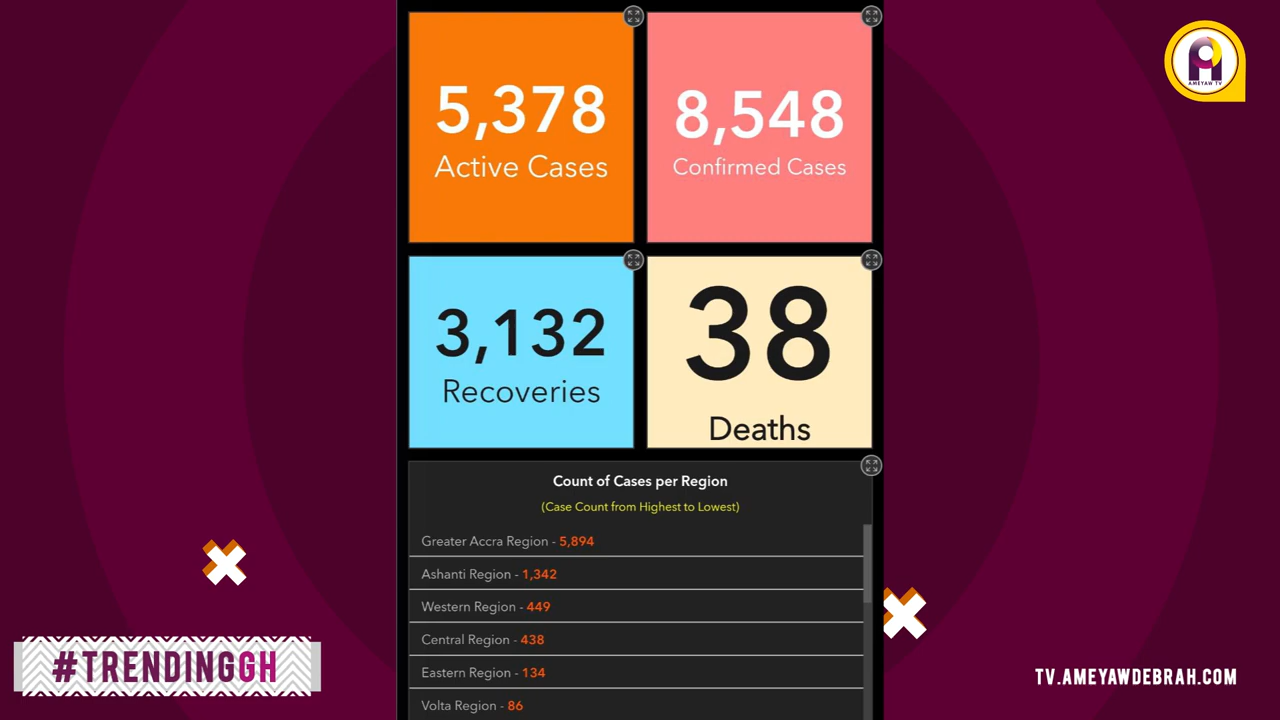 5,378
Active Cases
8,548
Confirmed Cases
3,132
Recoveries
38
Deaths
Count of Cases per Region
(Case Count from Highest to Lowest)
Greater Accra Region - 5,894
Ashanti Region - 1,342
Western Region - 449
Central Region - 438
Eastern Region - 134
Volta Region - 86
AMEYAW TV
#TRENDINGGH
TV.AMEYAWDEBRAH.COM